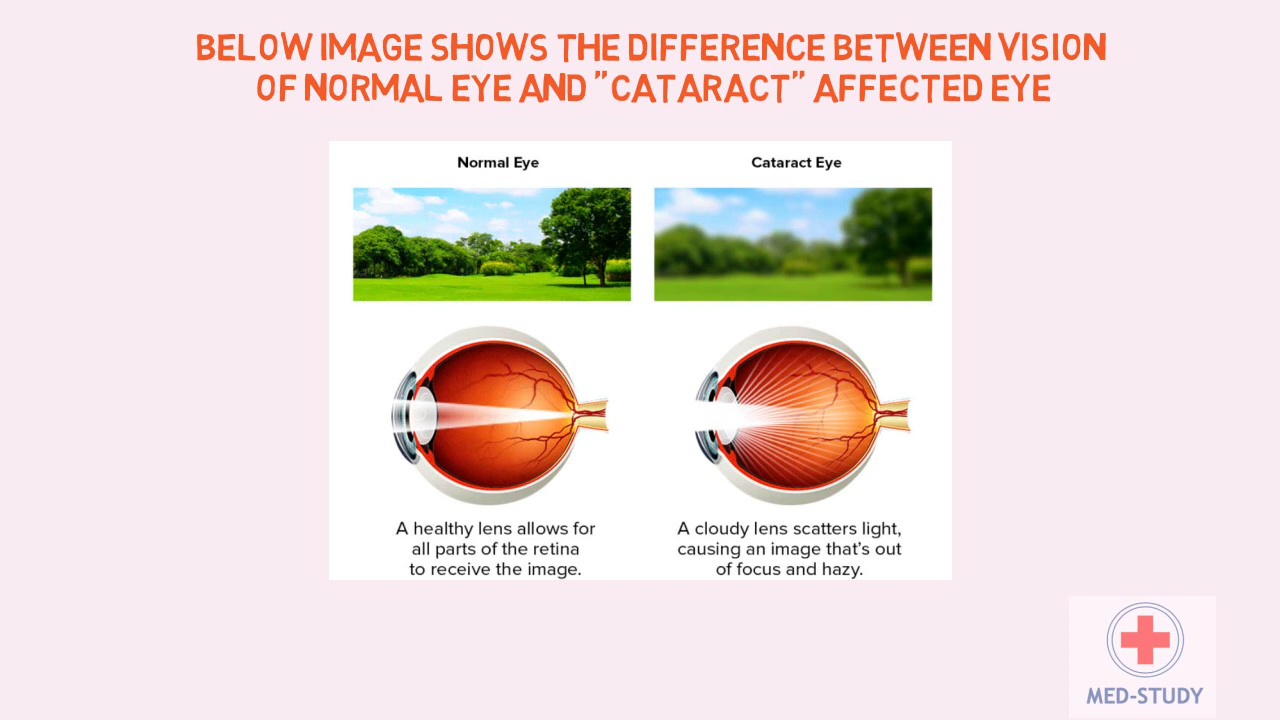 BELOW IMAGE SHOWS THE DIFFERENCE BETWEEN VISION
OF NORMAL EYE AND "CATARACT" AFFECTED EYE
Normal Eye
Cataract Eye
A healthy lens allows for
all parts of the retina
to receive the image.
A cloudy lens scatters light,
causing an image that's out
of focus and hazy.
MED-STUDY